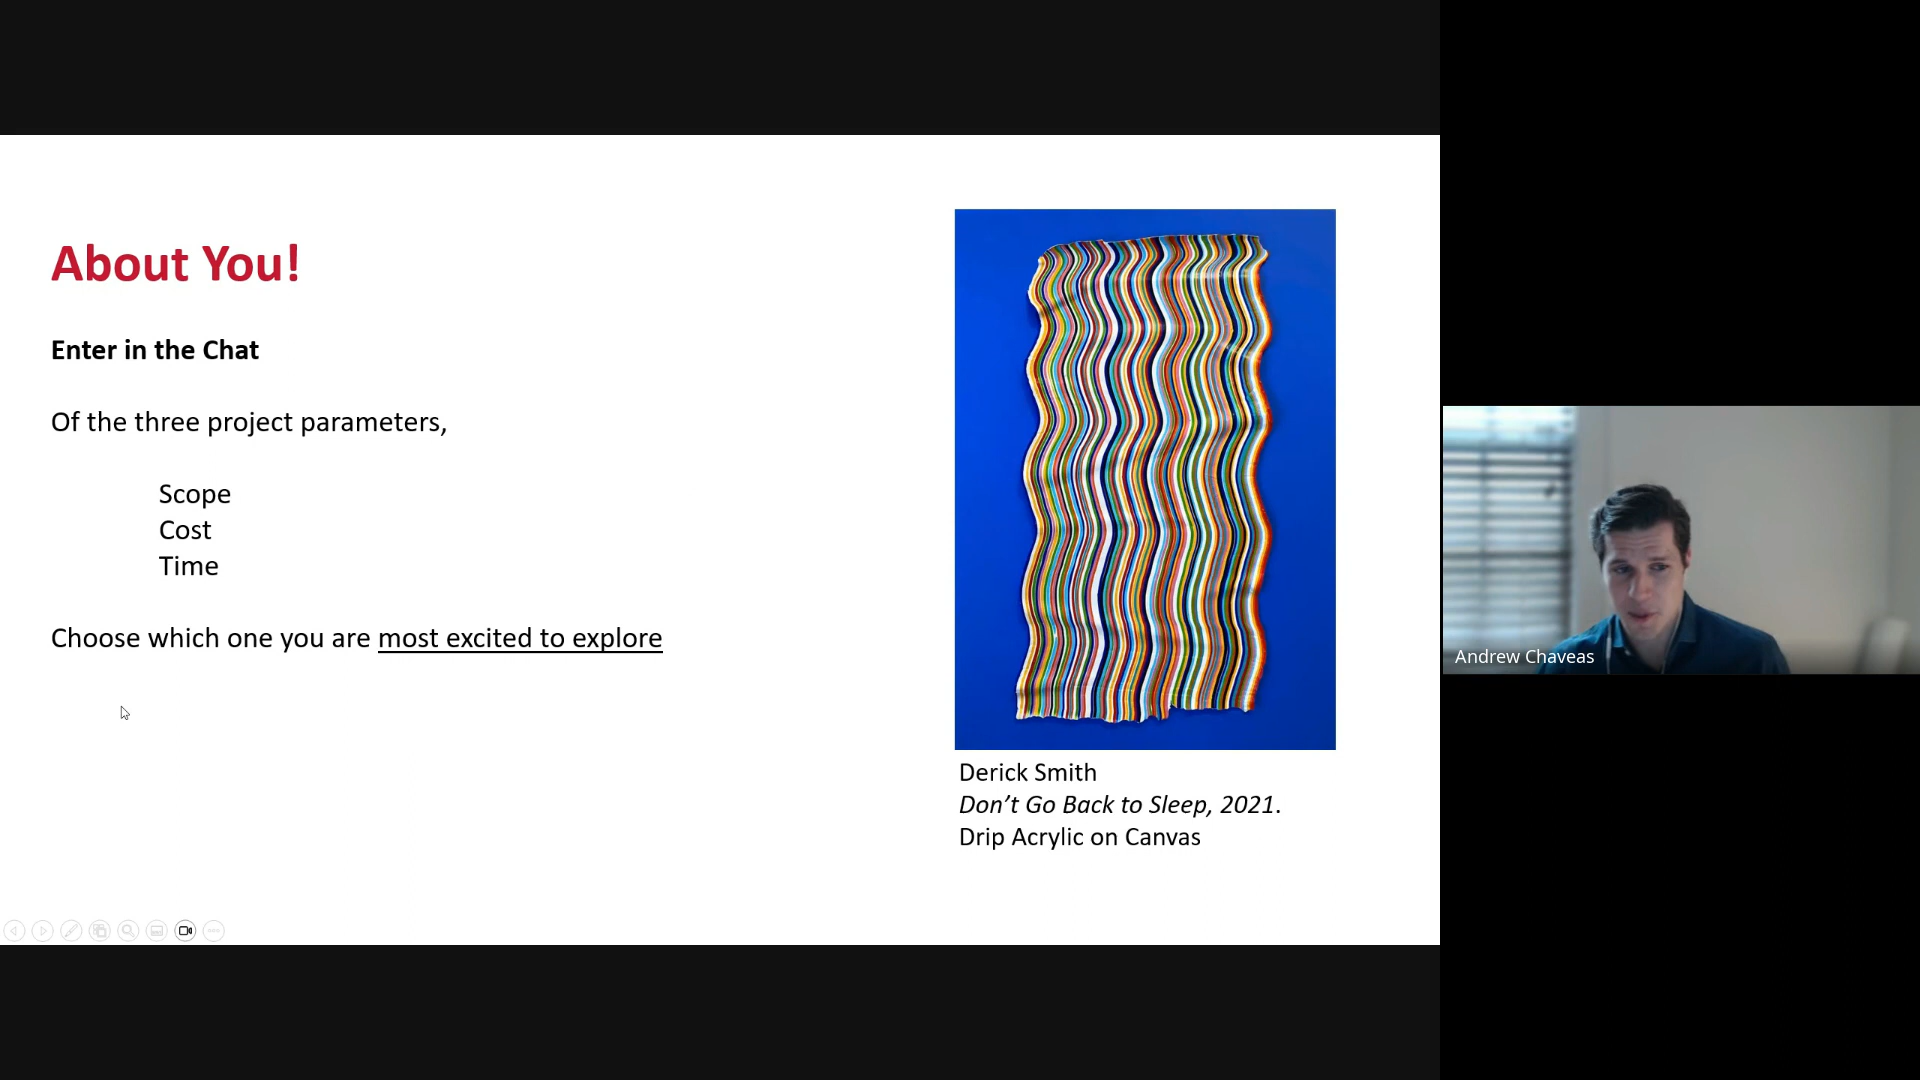 About You!
Enter in the Chat
Of the three project parameters,
Scope
Cost
Time
Choose which one you are most excited to explore
Derick Smith
Don’t Go Back to Sleep, 2021.
Drip Acrylic on Canvas
Andrew Chaveas